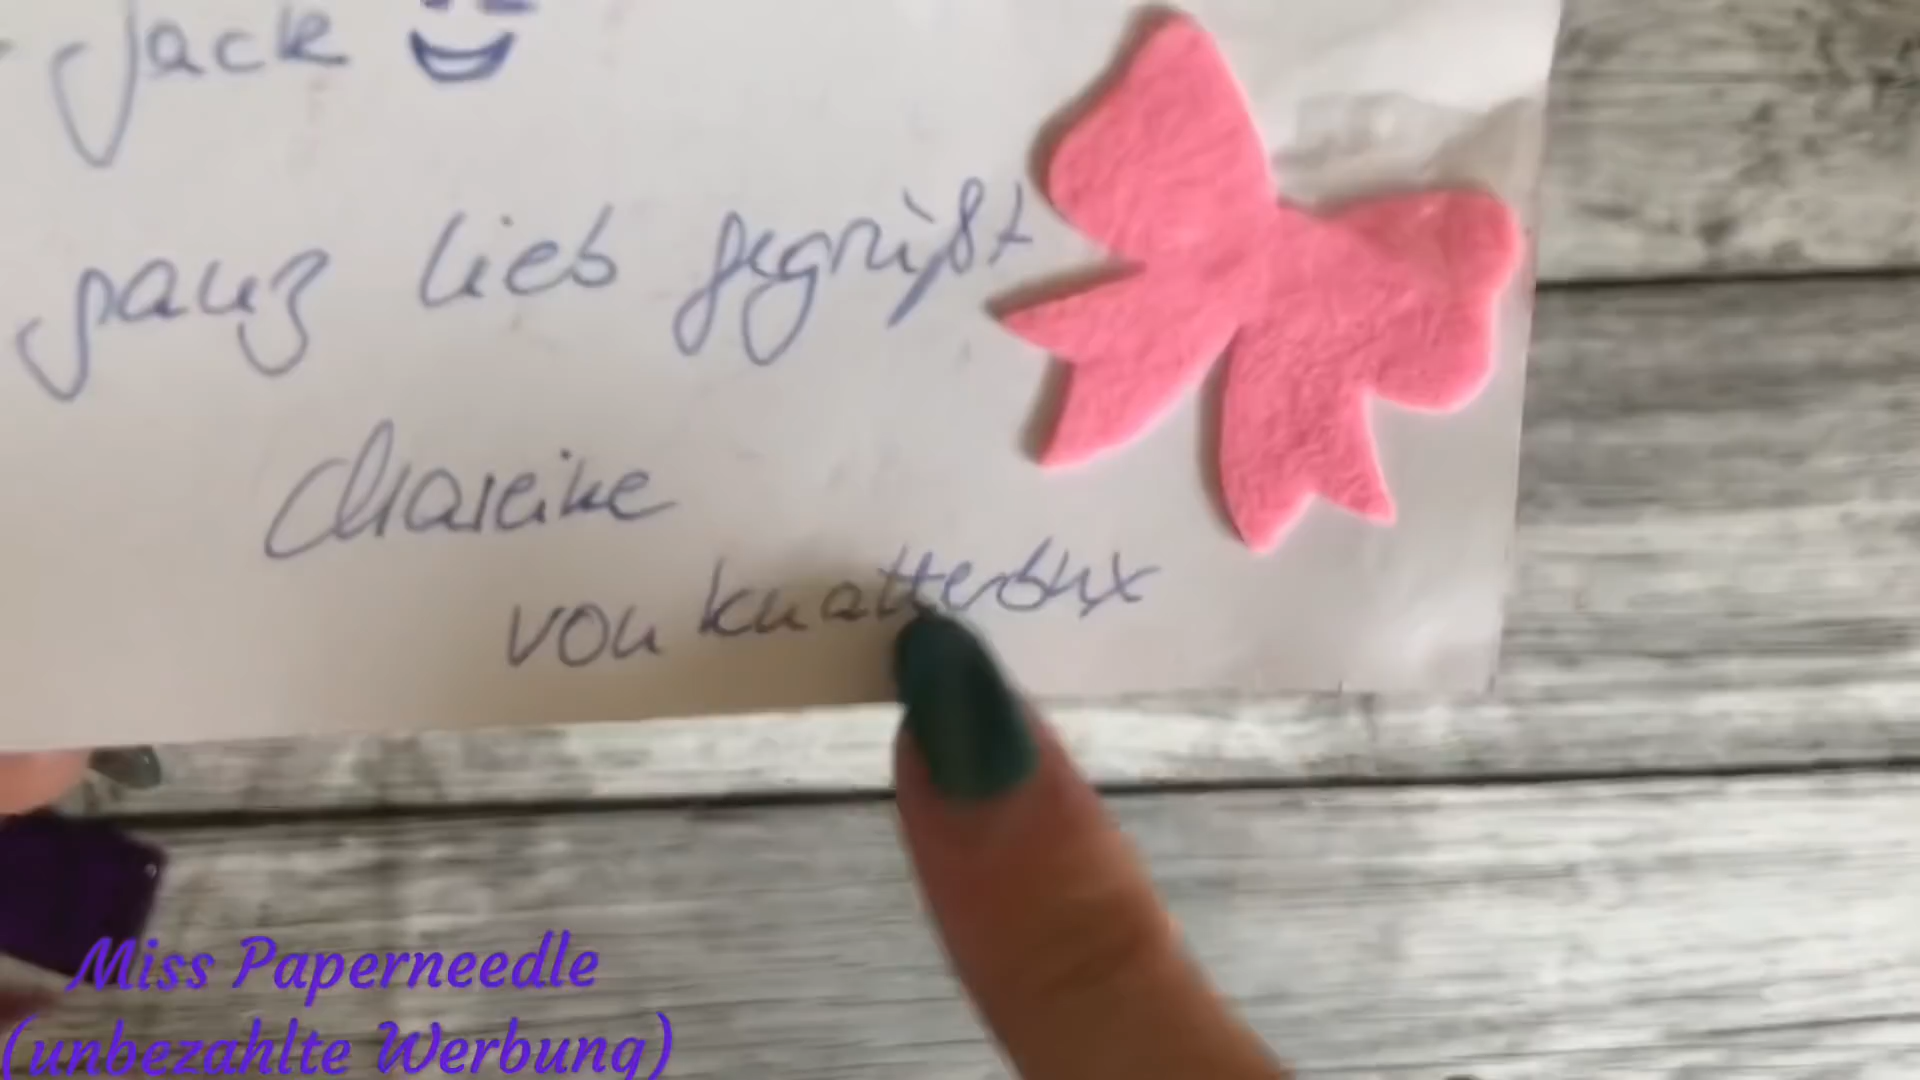 Jack
ganz lieb gegrüßt
Mareike
von knatterbux
Miss Paperneedle
(unbezahlte Werbung)